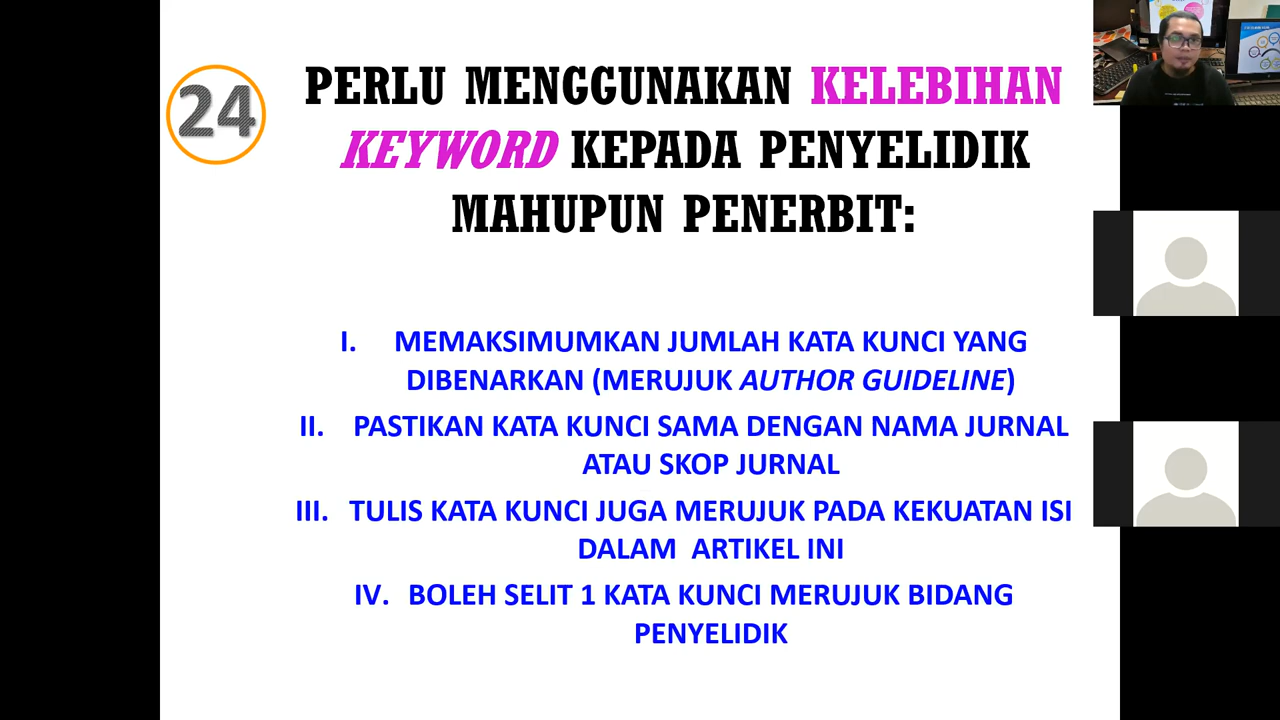 24
PERLU MENGGUNAKAN KELEBIHAN
KEYWORD KEPADA PENYELIDIK
MAHUPUN PENERBIT:
I. MEMAKSIMUMKAN JUMLAH KATA KUNCI YANG
DIBENARKAN (MERUJUK AUTHOR GUIDELINE)
II. PASTIKAN KATA KUNCI SAMA DENGAN NAMA JURNAL
ATAU SKOP JURNAL
III. TULIS KATA KUNCI JUGA MERUJUK PADA KEKUATAN ISI
DALAM ARTIKEL INI
IV. BOLEH SELIT 1 KATA KUNCI MERUJUK BIDANG
PENYELIDIK